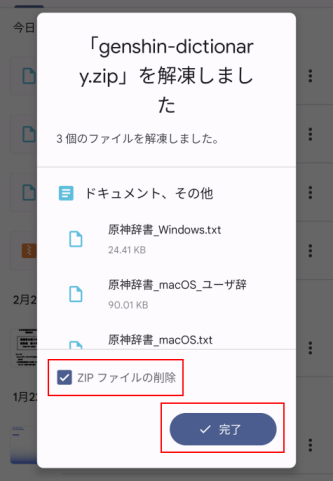 今日
「genshin-dictionar
y.zip」を解凍しまし
た
3 個のファイルを解凍しました。
ドキュメント、その他
原神辞書_Windows.txt
24.41 KB
原神辞書_macOS_ユーザ辞
90.01 KB
原神辞書_macOS.txt
2月2
ZIP ファイルの削除
1月2
完了